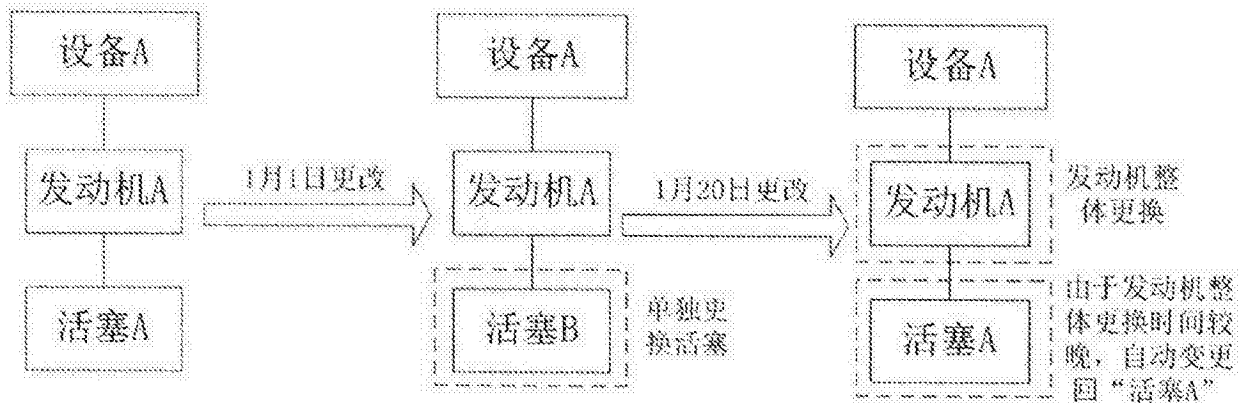 设备A
发动机A
活塞A
1月1日更改
设备A
发动机A
活塞B
单独更
换活塞
1月20日更改
设备A
发动机A
发动机整
体更换
活塞A
由于发动机整
体更换时间较
晚，自动变更
回“活塞A”